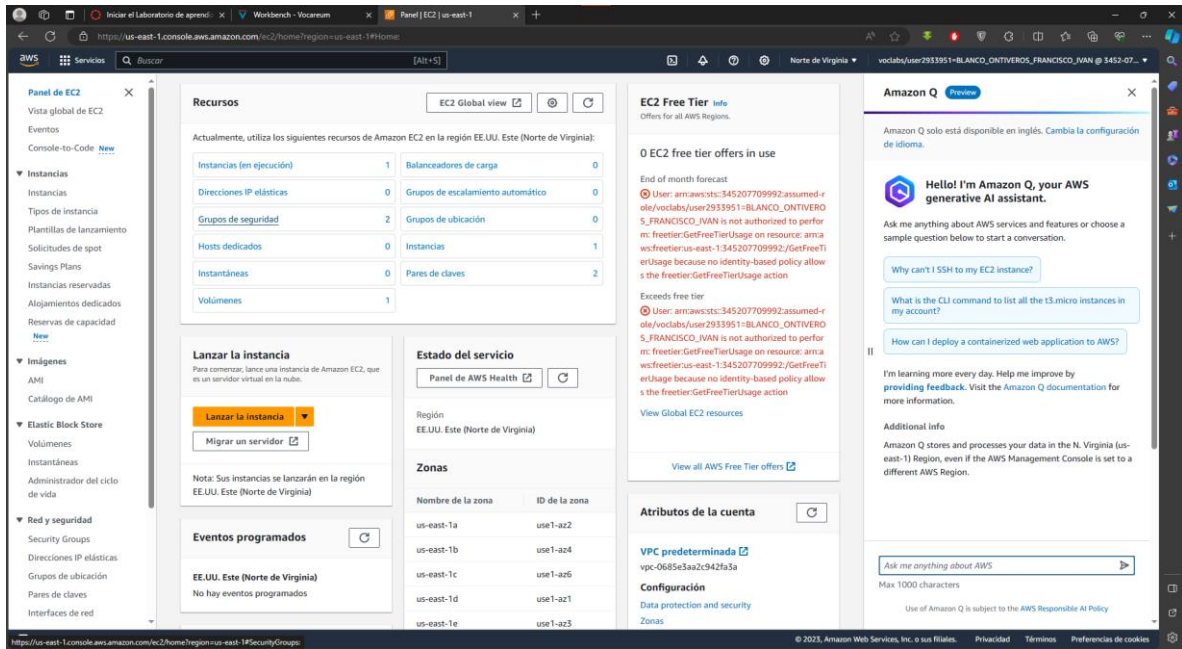 Iniciar el Laboratorio de aprendi
Workbench - Vocareum
Panel | EC2 | us-east-1
https://us-east-1.console.aws.amazon.com/ec2/home?region=us-east-1#Home:
aws
Servicios
Buscar
[Alt+S]
Norte de Virginia
voclabs/user2933951=BLANCO_ONTIVEROS_FRANCISCO_IVAN @ 3452-07...
Panel de EC2
Vista global de EC2
Eventos
Console-to-Code New
Instancias
Instancias
Tipos de instancia
Plantillas de lanzamiento
Solicitudes de spot
Savings Plans
Instancias reservadas
Alojamientos dedicados
Reservas de capacidad
New
Imágenes
AMI
Catálogo de AMI
Elastic Block Store
Volúmenes
Instantáneas
Administrador del ciclo
de vida
Red y seguridad
Security Groups
Direcciones IP elásticas
Grupos de ubicación
Pares de claves
Interfaces de red
Recursos
EC2 Global view
Actualmente, utiliza los siguientes recursos de Amazon EC2 en la región EE.UU. Este (Norte de Virginia):
Instancias (en ejecución) 1
Balanceadores de carga 0
Direcciones IP elásticas 0
Grupos de escalamiento automático 0
Grupos de seguridad 2
Grupos de ubicación 0
Hosts dedicados 0
Instancias 1
Instantáneas 0
Pares de claves 2
Volúmenes 1
Lanzar la instancia
Para comenzar, lance una instancia de Amazon EC2, que
es un servidor virtual en la nube.
Lanzar la instancia
Migrar un servidor
Nota: Sus instancias se lanzarán en la región
EE.UU. Este (Norte de Virginia)
Eventos programados
EE.UU. Este (Norte de Virginia)
No hay eventos programados
Estado del servicio
Panel de AWS Health
Región
EE.UU. Este (Norte de Virginia)
Zonas
Nombre de la zona ID de la zona
us-east-1a use1-az2
us-east-1b use1-az4
us-east-1c use1-az6
us-east-1d use1-az1
us-east-1e use1-az3
EC2 Free Tier Info
Offers for all AWS Regions.
0 EC2 free tier offers in use
End of month forecast
User: arn:aws:sts::345207709992:assumed-r
ole/voclabs/user2933951=BLANCO_ONTIVERO
S_FRANCISCO_IVAN is not authorized to perfor
m: freetier:GetFreeTierUsage on resource: arn:a
ws:freetier:us-east-1:345207709992:/GetFreeTi
erUsage because no identity-based policy allow
s the freetier:GetFreeTierUsage action
Exceeds free tier
User: arn:aws:sts::345207709992:assumed-r
ole/voclabs/user2933951=BLANCO_ONTIVERO
S_FRANCISCO_IVAN is not authorized to perfor
m: freetier:GetFreeTierUsage on resource: arn:a
ws:freetier:us-east-1:345207709992:/GetFreeTi
erUsage because no identity-based policy allow
s the freetier:GetFreeTierUsage action
View Global EC2 resources
View all AWS Free Tier offers
Atributos de la cuenta
VPC predeterminada
vpc-0685e3aa2c942fa3a
Configuración
Data protection and security
Zonas
Amazon Q Preview
Amazon Q solo está disponible en inglés. Cambia la configuración
de idioma.
Hello! I'm Amazon Q, your AWS
generative AI assistant.
Ask me anything about AWS services and features or choose a
sample question below to start a conversation.
Why can't I SSH to my EC2 instance?
What is the CLI command to list all the t3.micro instances in
my account?
How can I deploy a containerized web application to AWS?
I'm learning more every day. Help me improve by
providing feedback. Visit the Amazon Q documentation for
more information.
Additional info
Amazon Q stores and processes your data in the N. Virginia (us-
east-1) Region, even if the AWS Management Console is set to a
different AWS Region.
Ask me anything about AWS
Max 1000 characters
Use of Amazon Q is subject to the AWS Responsible AI Policy
https://us-east-1.console.aws.amazon.com/ec2/home?region=us-east-1#SecurityGroups:
© 2023, Amazon Web Services, Inc. o sus filiales. Privacidad Términos Preferencias de cookies